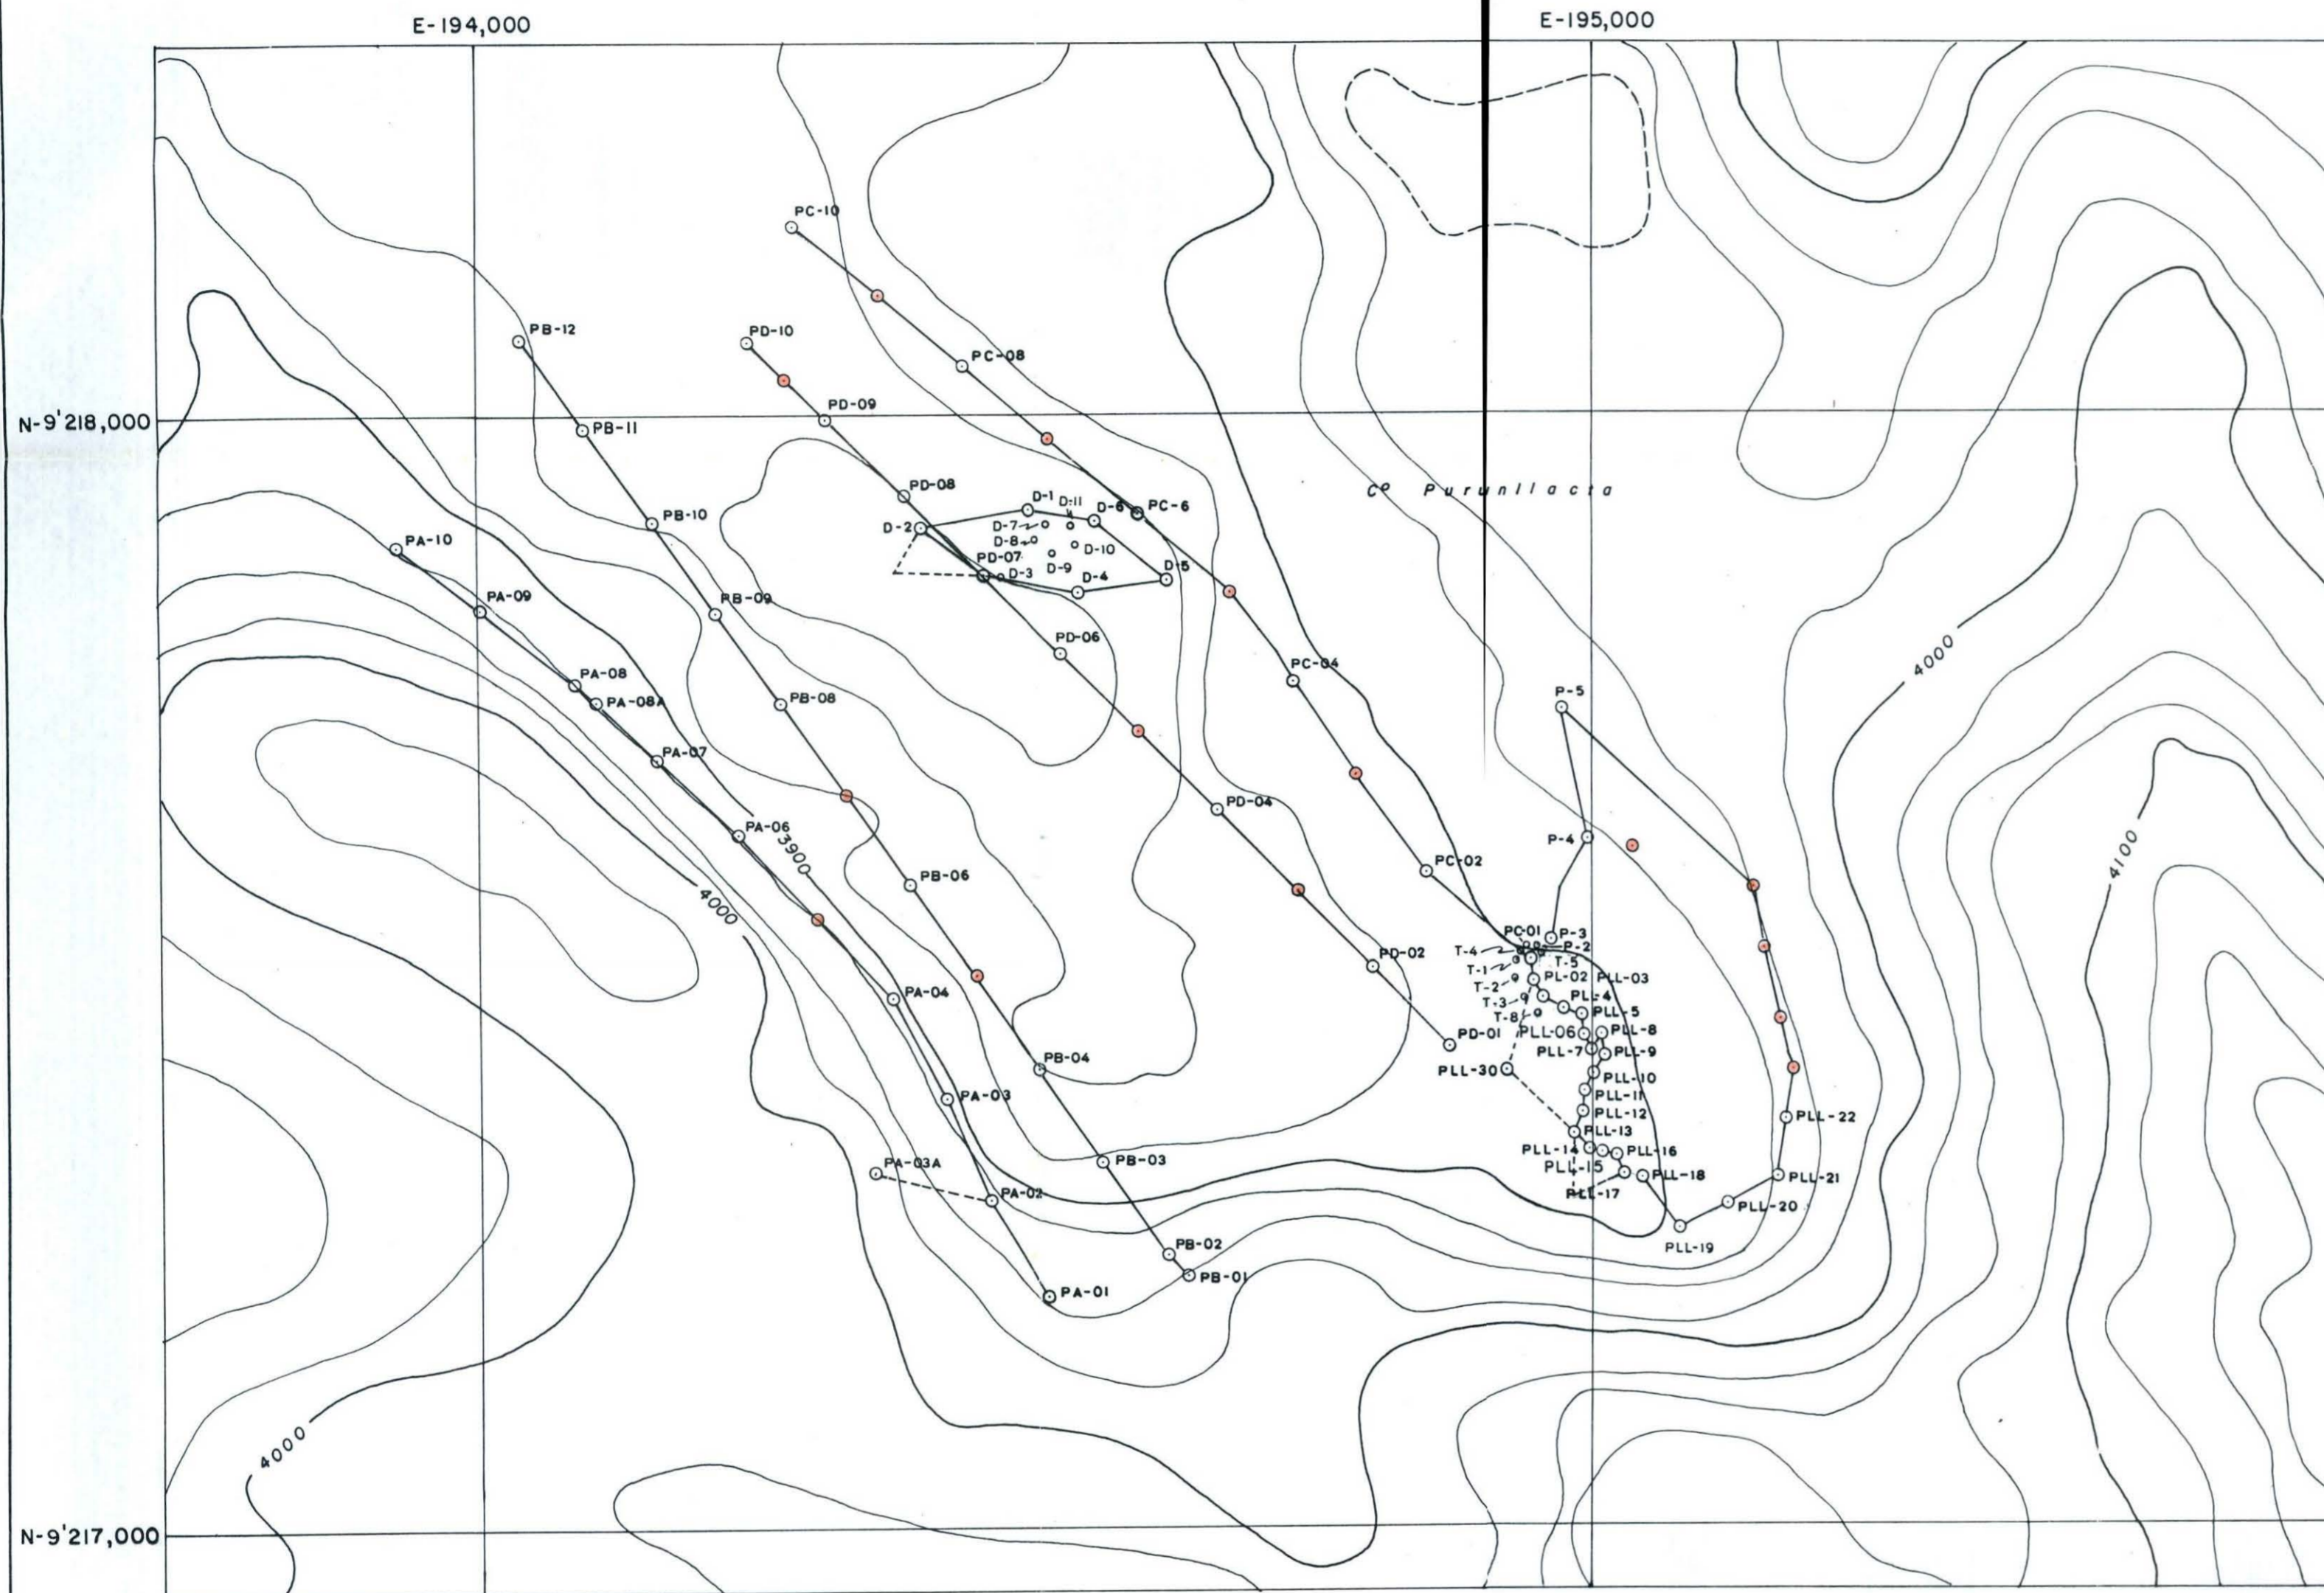 E-194,000
E-195,000
PC-10
PB-12
PD-10
PC-08
PD-09
N-9'218,000
PB-11
PD-08
Cº Purunllacta
D-1
D-11
D-6
PC-6
PB-10
D-2
D-7
D-8
D-10
PA-10
PD-07
D-9
D-3
D-4
D-5
PA-09
PB-09
PD-06
4000
PC-04
PA-08
PA-08A
PB-08
P-5
PA-07
PD-04
PA-06
3900
P-4
4100
PC-02
PB-06
4000
PC-01
P-3
P-2
T-4
T-5
PD-02
T-1
PL-02
PLL-03
T-2
PA-04
T-3
PLL-4
T-8
PLL-5
PD-01
PLL-06
PLL-8
PLL-7
PLL-9
PB-04
PLL-30
PLL-10
PA-03
PLL-11
PLL-12
PLL-22
PLL-13
PLL-14
PLL-16
PA-03A
PB-03
PLL-15
PLL-18
PLL-21
PA-02
PLL-17
PLL-20
PB-02
PLL-19
PB-01
PA-01
4000
N-9'217,000